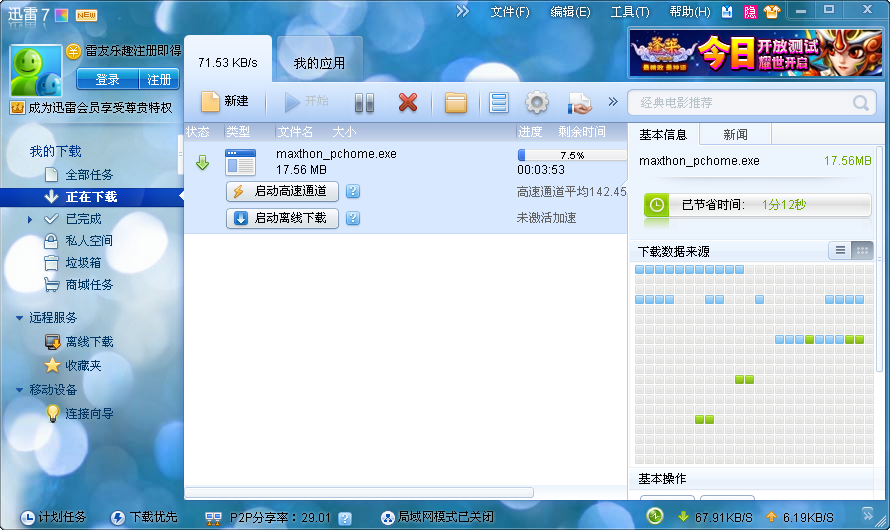 迅雷7 NEW
文件(F) 编辑(E) 工具(T) 帮助(H) 隐
雷友乐趣注册即得
登录 注册
成为迅雷会员享受尊贵特权
71.53 KB/s 我的应用
今日 开放测试 耀世开启
新建 开始
经典电影推荐
我的下载
全部任务
正在下载
已完成
私人空间
垃圾箱
商城任务
远程服务
离线下载
收藏夹
移动设备
连接向导
状态 类型 文件名 大小 进度 剩余时间
maxthon_pchome.exe 7.5%
17.56 MB 00:03:53
启动高速通道 ? 高速通道平均142.45
启动离线下载 ? 未激活加速
基本信息 新闻
maxthon_pchome.exe 17.56MB
已节省时间: 1分12秒
下载数据来源
基本操作
计划任务 下载优先 P2P分享率：29.01 ? 局域网模式已关闭 67.91KB/S 6.19KB/S